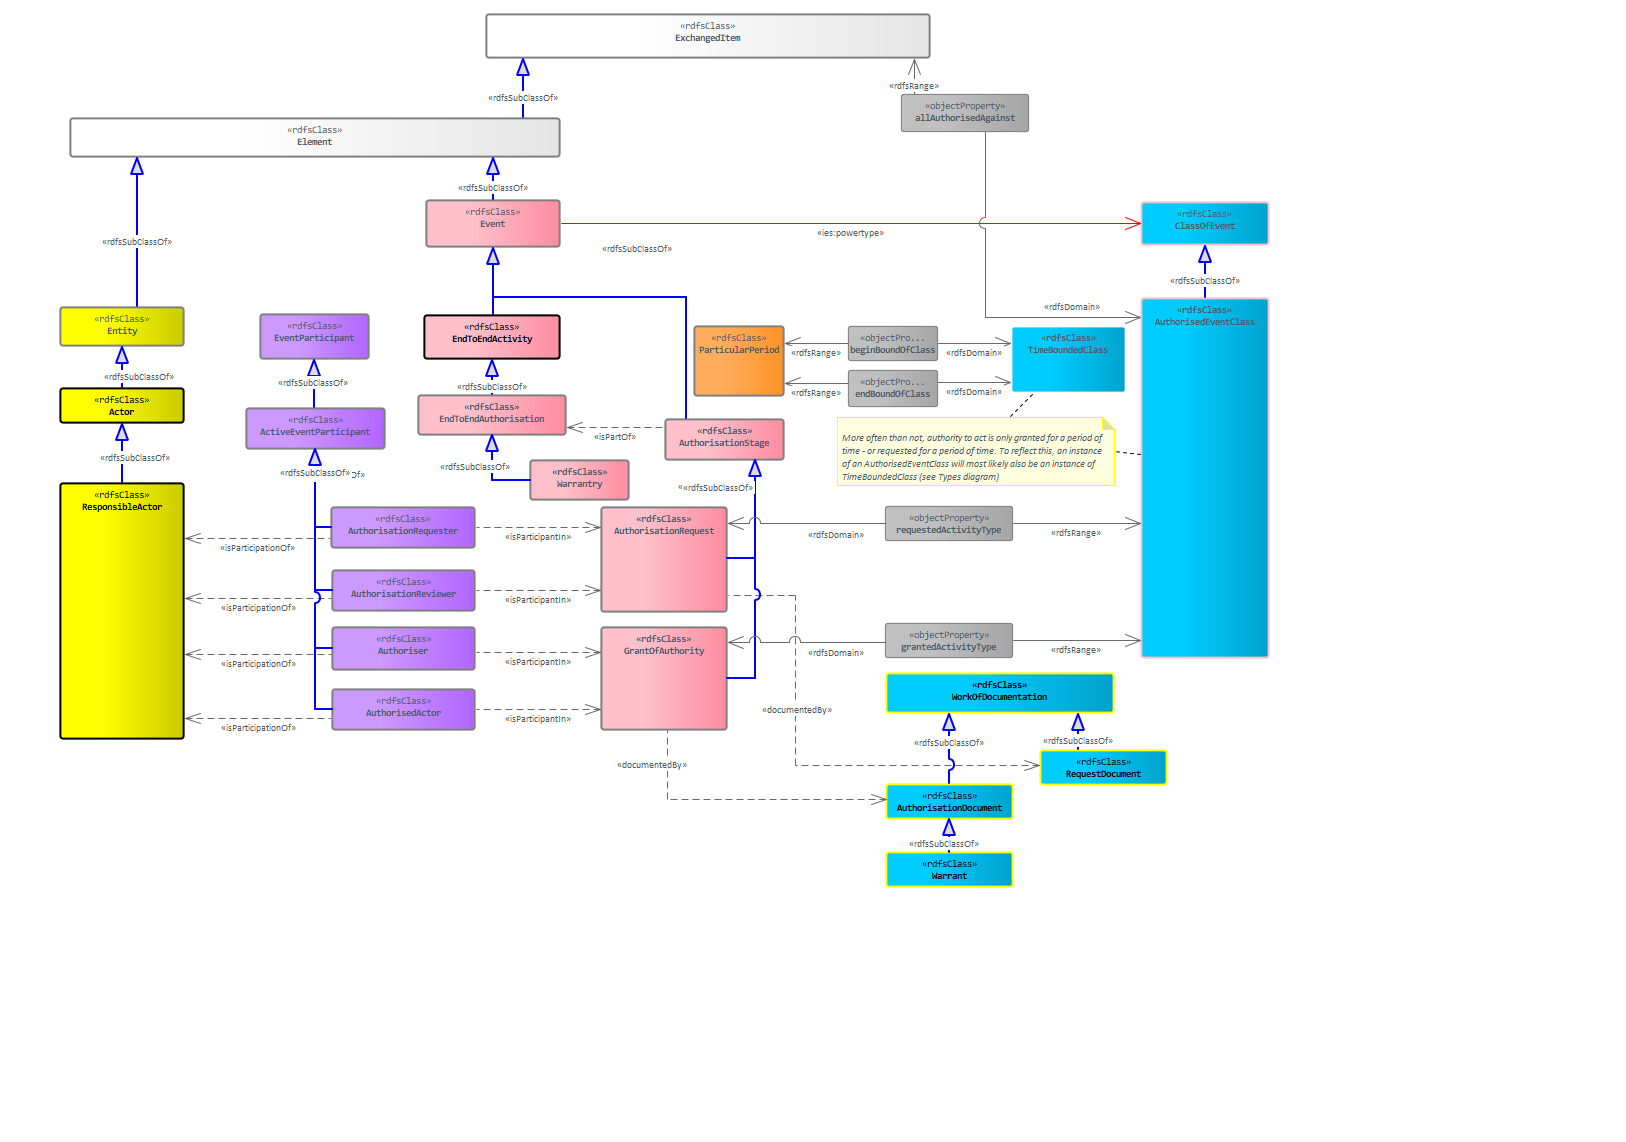 «rdfsClass»
ExchangedItem
«rdfsSubClassOf»
«rdfsRange»
«objectProperty»
allAuthorisedAgainst
«rdfsClass»
Element
«rdfsSubClassOf»
«rdfsSubClassOf»
«rdfsClass»
Event
«ies:powertype»
«rdfsClass»
ClassOfEvent
«rdfsSubClassOf»
«rdfsSubClassOf»
«rdfsDomain»
«rdfsClass»
AuthorisedEventClass
«rdfsClass»
Entity
«rdfsSubClassOf»
«rdfsClass»
Actor
«rdfsSubClassOf»
«rdfsClass»
ResponsibleActor
«rdfsClass»
EventParticipant
«rdfsSubClassOf»
«rdfsClass»
ActiveEventParticipant
«rdfsSubClassOf»
Of»
«rdfsClass»
EndToEndActivity
«rdfsSubClassOf»
«rdfsClass»
EndToEndAuthorisation
«rdfsSubClassOf»
«rdfsClass»
Warrantry
«isPartOf»
«rdfsClass»
AuthorisationStage
««rdfsSubClassOf»
«rdfsClass»
ParticularPeriod
«rdfsRange»
«objectPro...
beginBoundOfClass
«rdfsDomain»
«rdfsRange»
«objectPro...
endBoundOfClass
«rdfsDomain»
«rdfsClass»
TimeBoundedClass
More often than not, authority to act is only granted for a period of
time - or requested for a period of time. To reflect this, an instance
of an AuthorisedEventClass will most likely also be an instance of
TimeBoundedClass (see Types diagram)
«isParticipationOf»
«rdfsClass»
AuthorisationRequester
«isParticipantIn»
«rdfsClass»
AuthorisationRequest
«rdfsDomain»
«objectProperty»
requestedActivityType
«rdfsRange»
«isParticipationOf»
«rdfsClass»
AuthorisationReviewer
«isParticipantIn»
«isParticipationOf»
«rdfsClass»
Authoriser
«isParticipantIn»
«rdfsClass»
GrantOfAuthority
«rdfsDomain»
«objectProperty»
grantedActivityType
«rdfsRange»
«isParticipationOf»
«rdfsClass»
AuthorisedActor
«isParticipantIn»
«documentedBy»
«documentedBy»
«rdfsClass»
WorkOfDocumentation
«rdfsSubClassOf»
«rdfsSubClassOf»
«rdfsClass»
RequestDocument
«rdfsClass»
AuthorisationDocument
«rdfsSubClassOf»
«rdfsClass»
Warrant